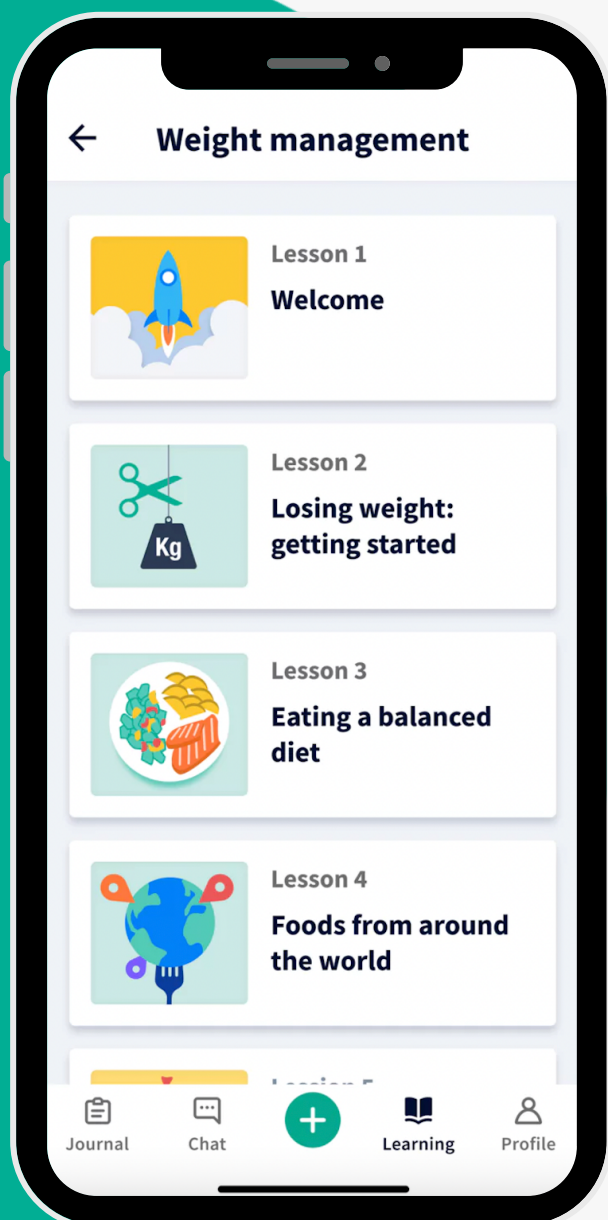 Weight management
Lesson 1
Welcome
Lesson 2
Losing weight:
getting started
Kg
Lesson 3
Eating a balanced
diet
Lesson 4
Foods from around
the world
Journal
Chat
Learning
Profile